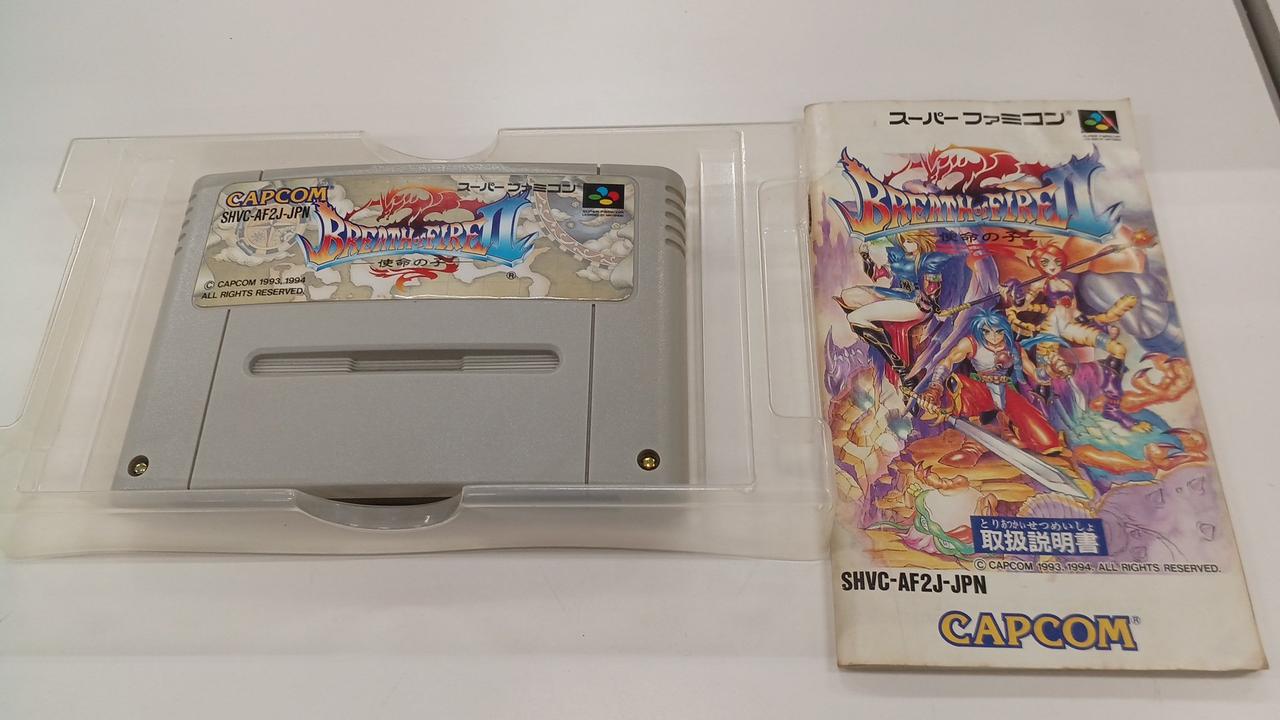 CAPCOM
スーパーファミコン
SHVC-AF2J-JPN
BREATH OF FIRE II
使命の子
®
© CAPCOM 1993, 1994
ALL RIGHTS RESERVED.
スーパーファミコン®
BREATH OF FIRE II
使命の子
とりあつかいせつめいしょ
取扱説明書
© CAPCOM 1993, 1994, ALL RIGHTS RESERVED.
SHVC-AF2J-JPN
CAPCOM®